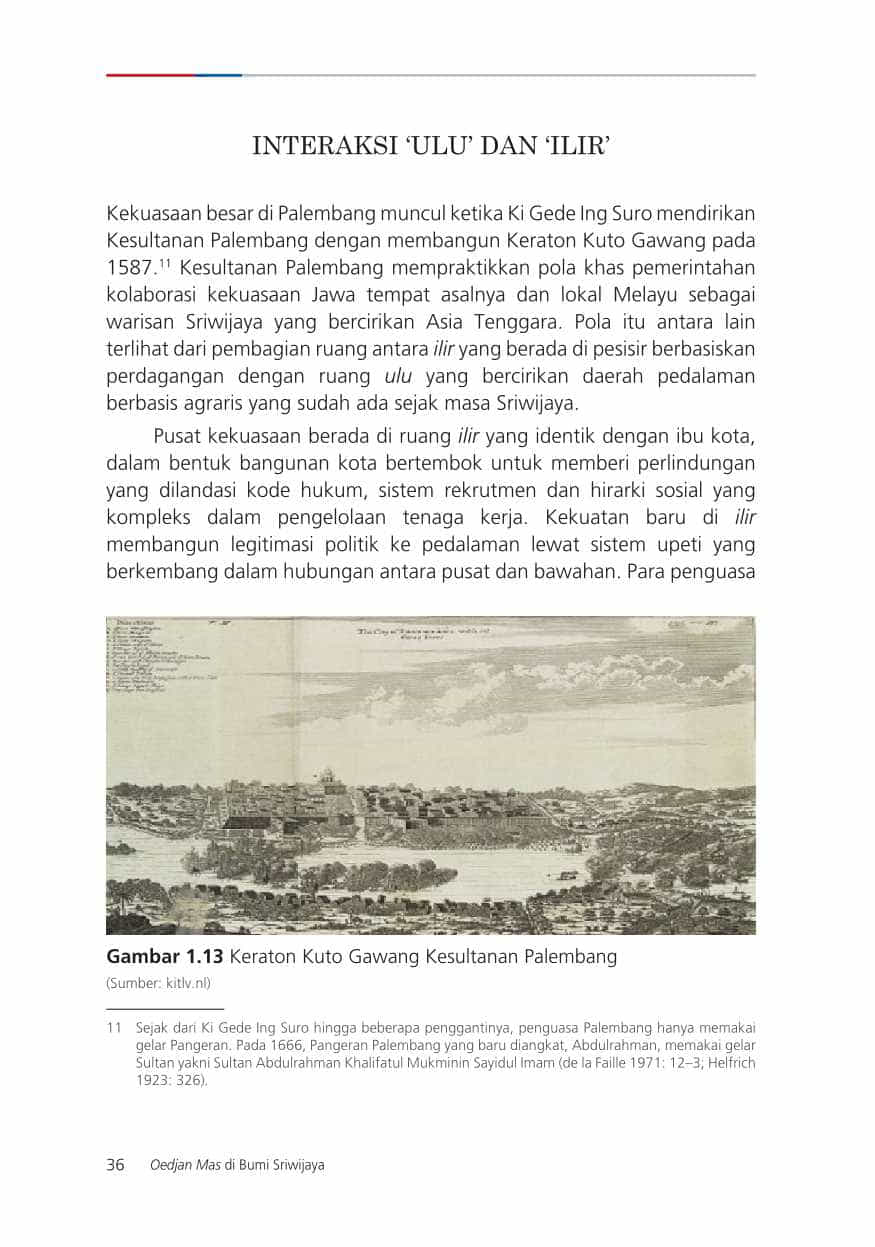 INTERAKSI ‘ULU’ DAN ‘ILIR’
Kekuasaan besar di Palembang muncul ketika Ki Gede Ing Suro mendirikan
Kesultanan Palembang dengan membangun Keraton Kuto Gawang pada
1587.11 Kesultanan Palembang mempraktikkan pola khas pemerintahan
kolaborasi kekuasaan Jawa tempat asalnya dan lokal Melayu sebagai
warisan Sriwijaya yang bercirikan Asia Tenggara. Pola itu antara lain
terlihat dari pembagian ruang antara ilir yang berada di pesisir berbasiskan
perdagangan dengan ruang ulu yang bercirikan daerah pedalaman
berbasis agraris yang sudah ada sejak masa Sriwijaya.
Pusat kekuasaan berada di ruang ilir yang identik dengan ibu kota,
dalam bentuk bangunan kota bertembok untuk memberi perlindungan
yang dilandasi kode hukum, sistem rekrutmen dan hirarki sosial yang
kompleks dalam pengelolaan tenaga kerja. Kekuatan baru di ilir
membangun legitimasi politik ke pedalaman lewat sistem upeti yang
berkembang dalam hubungan antara pusat dan bawahan. Para penguasa
The City of
Gambar 1.13 Keraton Kuto Gawang Kesultanan Palembang
(Sumber: kitlv.nl)
11 Sejak dari Ki Gede Ing Suro hingga beberapa penggantinya, penguasa Palembang hanya memakai
gelar Pangeran. Pada 1666, Pangeran Palembang yang baru diangkat, Abdulrahman, memakai gelar
Sultan yakni Sultan Abdulrahman Khalifatul Mukminin Sayidul Imam (de la Faille 1971: 12–3; Helfrich
1923: 326).
36 Oedjan Mas di Bumi Sriwijaya